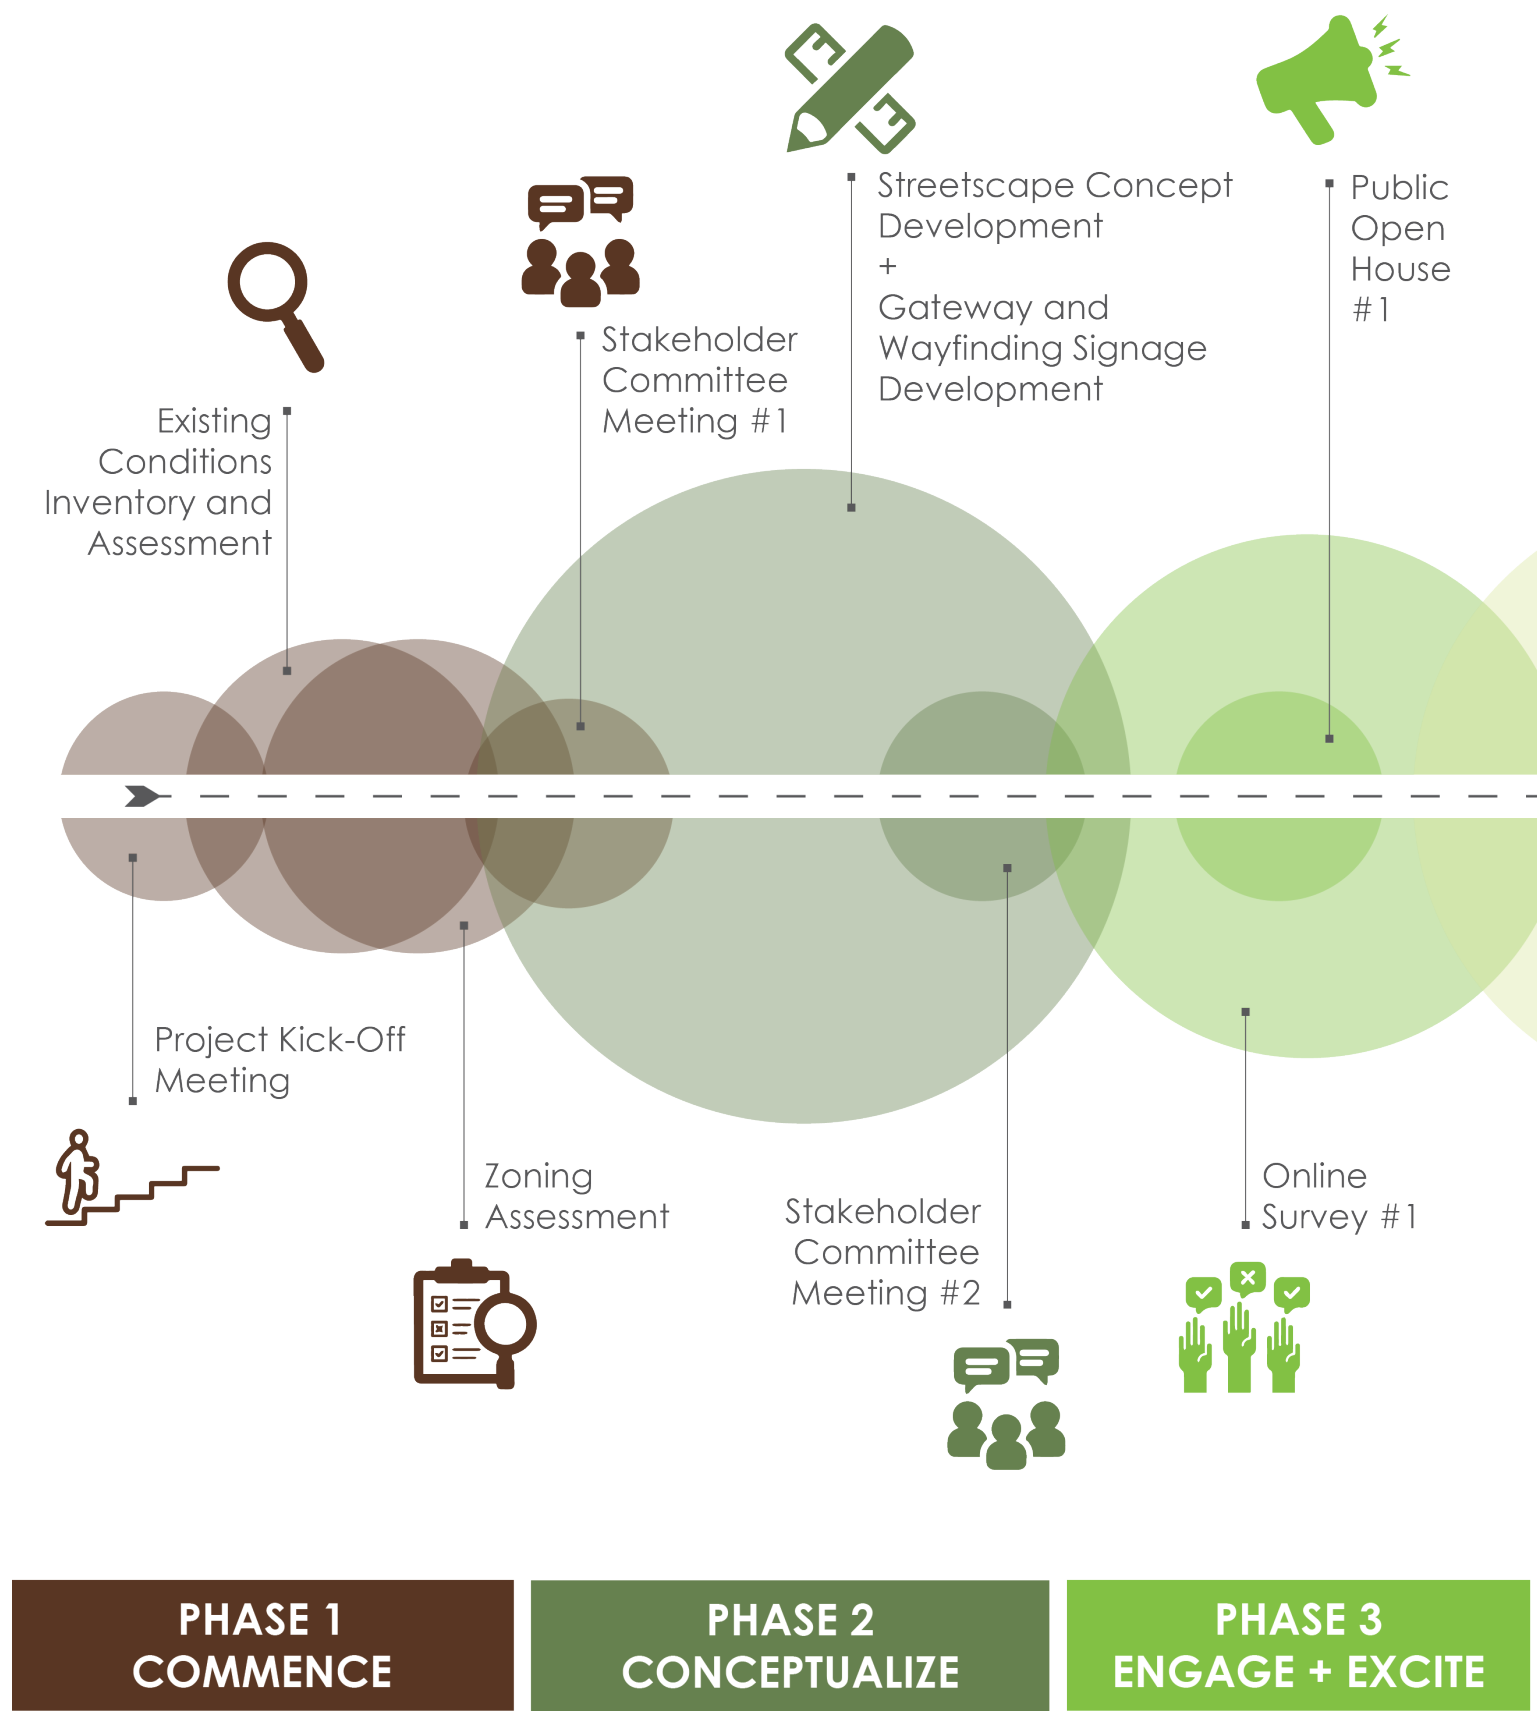 Existing
Conditions
Inventory and
Assessment
Stakeholder
Committee
Meeting #1
Streetscape Concept
Development
+
Gateway and
Wayfinding Signage
Development
Public
Open
House
#1
Project Kick-Off
Meeting
Zoning
Assessment
Stakeholder
Committee
Meeting #2
Online
Survey #1
PHASE 1
COMMENCE
PHASE 2
CONCEPTUALIZE
PHASE 3
ENGAGE + EXCITE